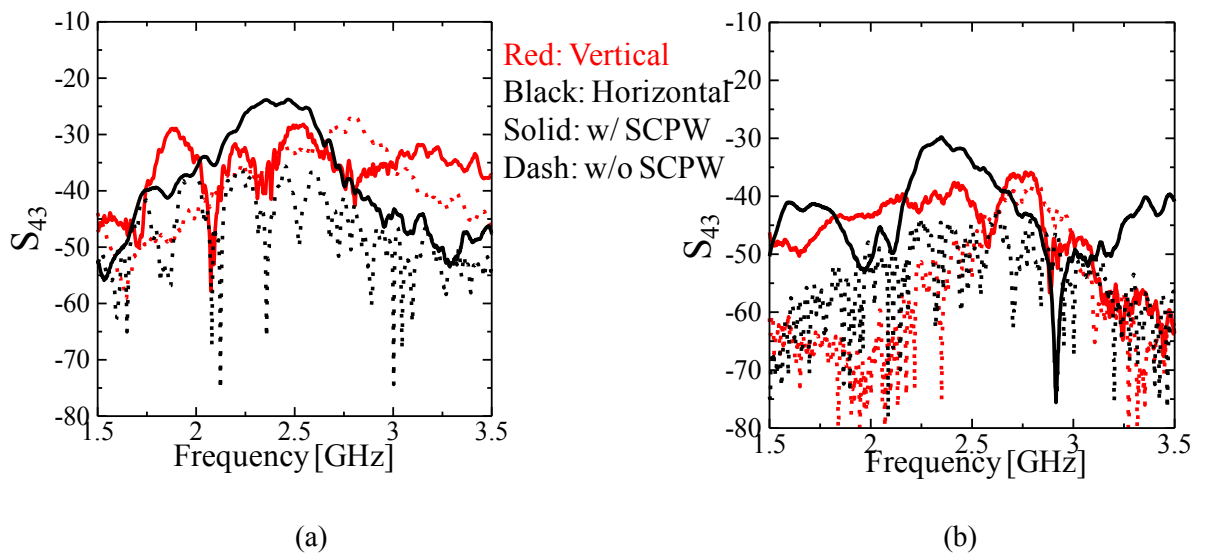 -10
-20
-30
-40
-50
-60
-70
-80
S43
1.5 2 2.5 3 3.5
Frequency [GHz]
(a)
Red: Vertical
Black: Horizontal
Solid: w/ SCPW
Dash: w/o SCPW
-10
-20
-30
-40
-50
-60
-70
-80
S43
1.5 2 2.5 3 3.5
Frequency [GHz]
(b)